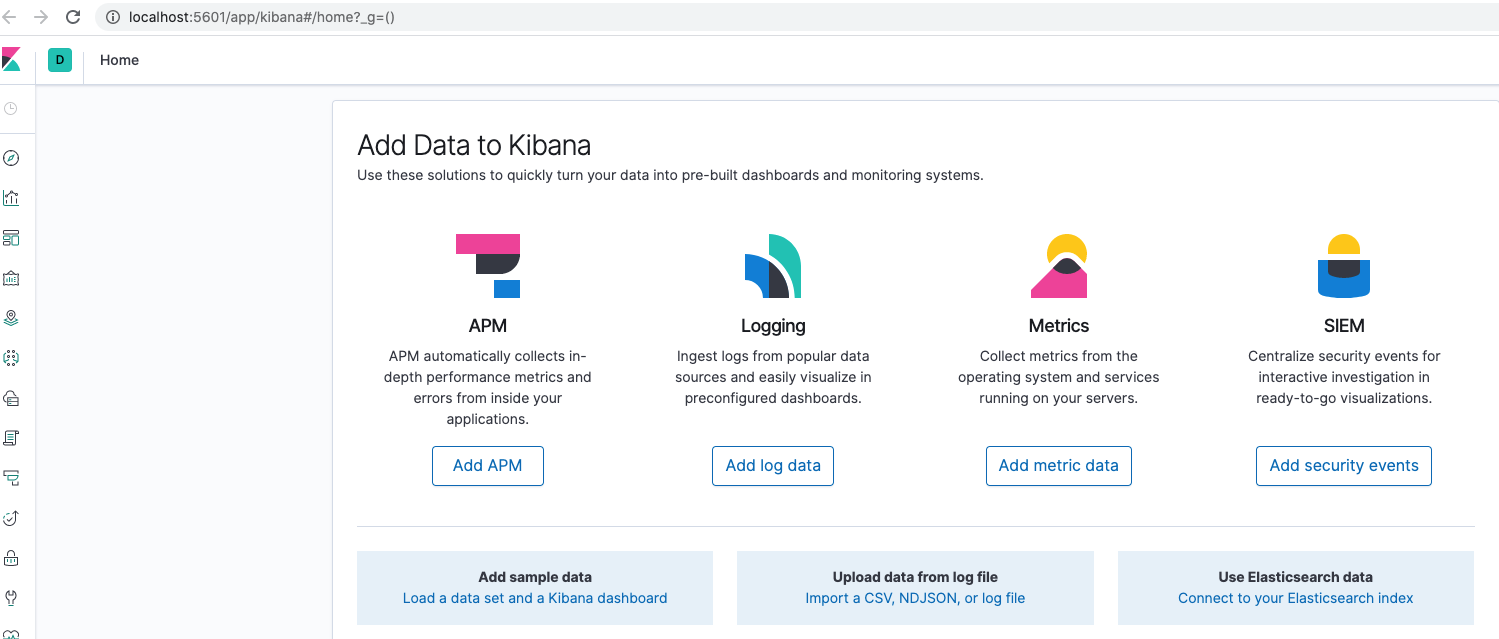 localhost:5601/app/kibana#/home?_g=()
D
Home
Add Data to Kibana
Use these solutions to quickly turn your data into pre-built dashboards and monitoring systems.
APM
APM automatically collects in-
depth performance metrics and
errors from inside your
applications.
Add APM
Logging
Ingest logs from popular data
sources and easily visualize in
preconfigured dashboards.
Add log data
Metrics
Collect metrics from the
operating system and services
running on your servers.
Add metric data
SIEM
Centralize security events for
interactive investigation in
ready-to-go visualizations.
Add security events
Add sample data
Load a data set and a Kibana dashboard
Upload data from log file
Import a CSV, NDJSON, or log file
Use Elasticsearch data
Connect to your Elasticsearch index